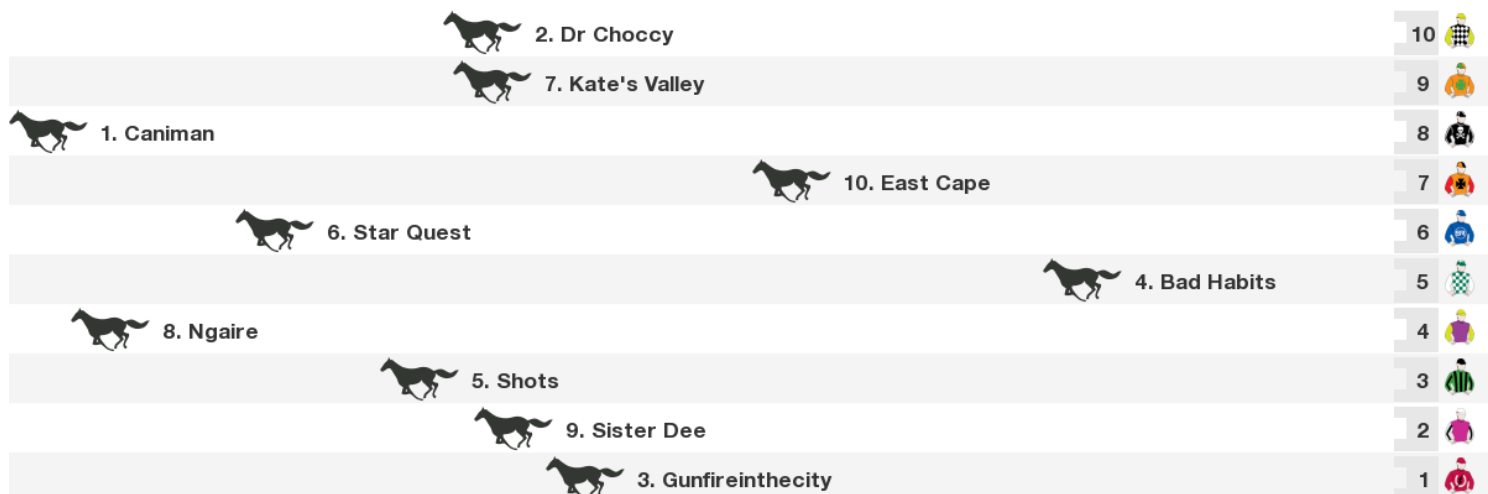 2. Dr Choccy 10
7. Kate's Valley 9
1. Caniman 8
10. East Cape 7
6. Star Quest 6
4. Bad Habits 5
8. Ngaire 4
5. Shots 3
9. Sister Dee 2
3. Gunfireinthecity 1